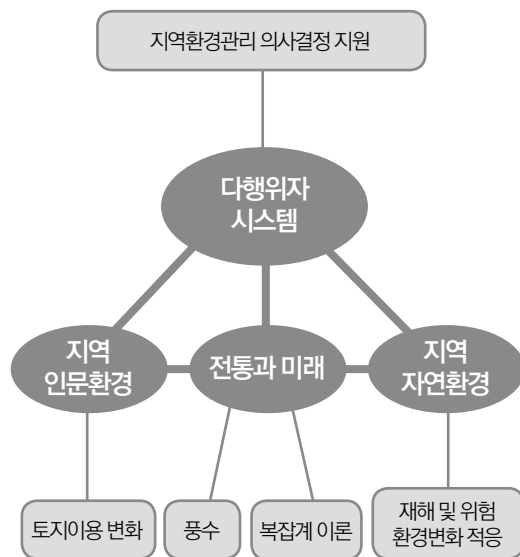 지역환경관리 의사결정 지원
다행위자
시스템
지역
인문환경
전통과 미래
지역
자연환경
토지이용 변화
풍수
복잡계 이론
재해 및 위험
환경변화 적응